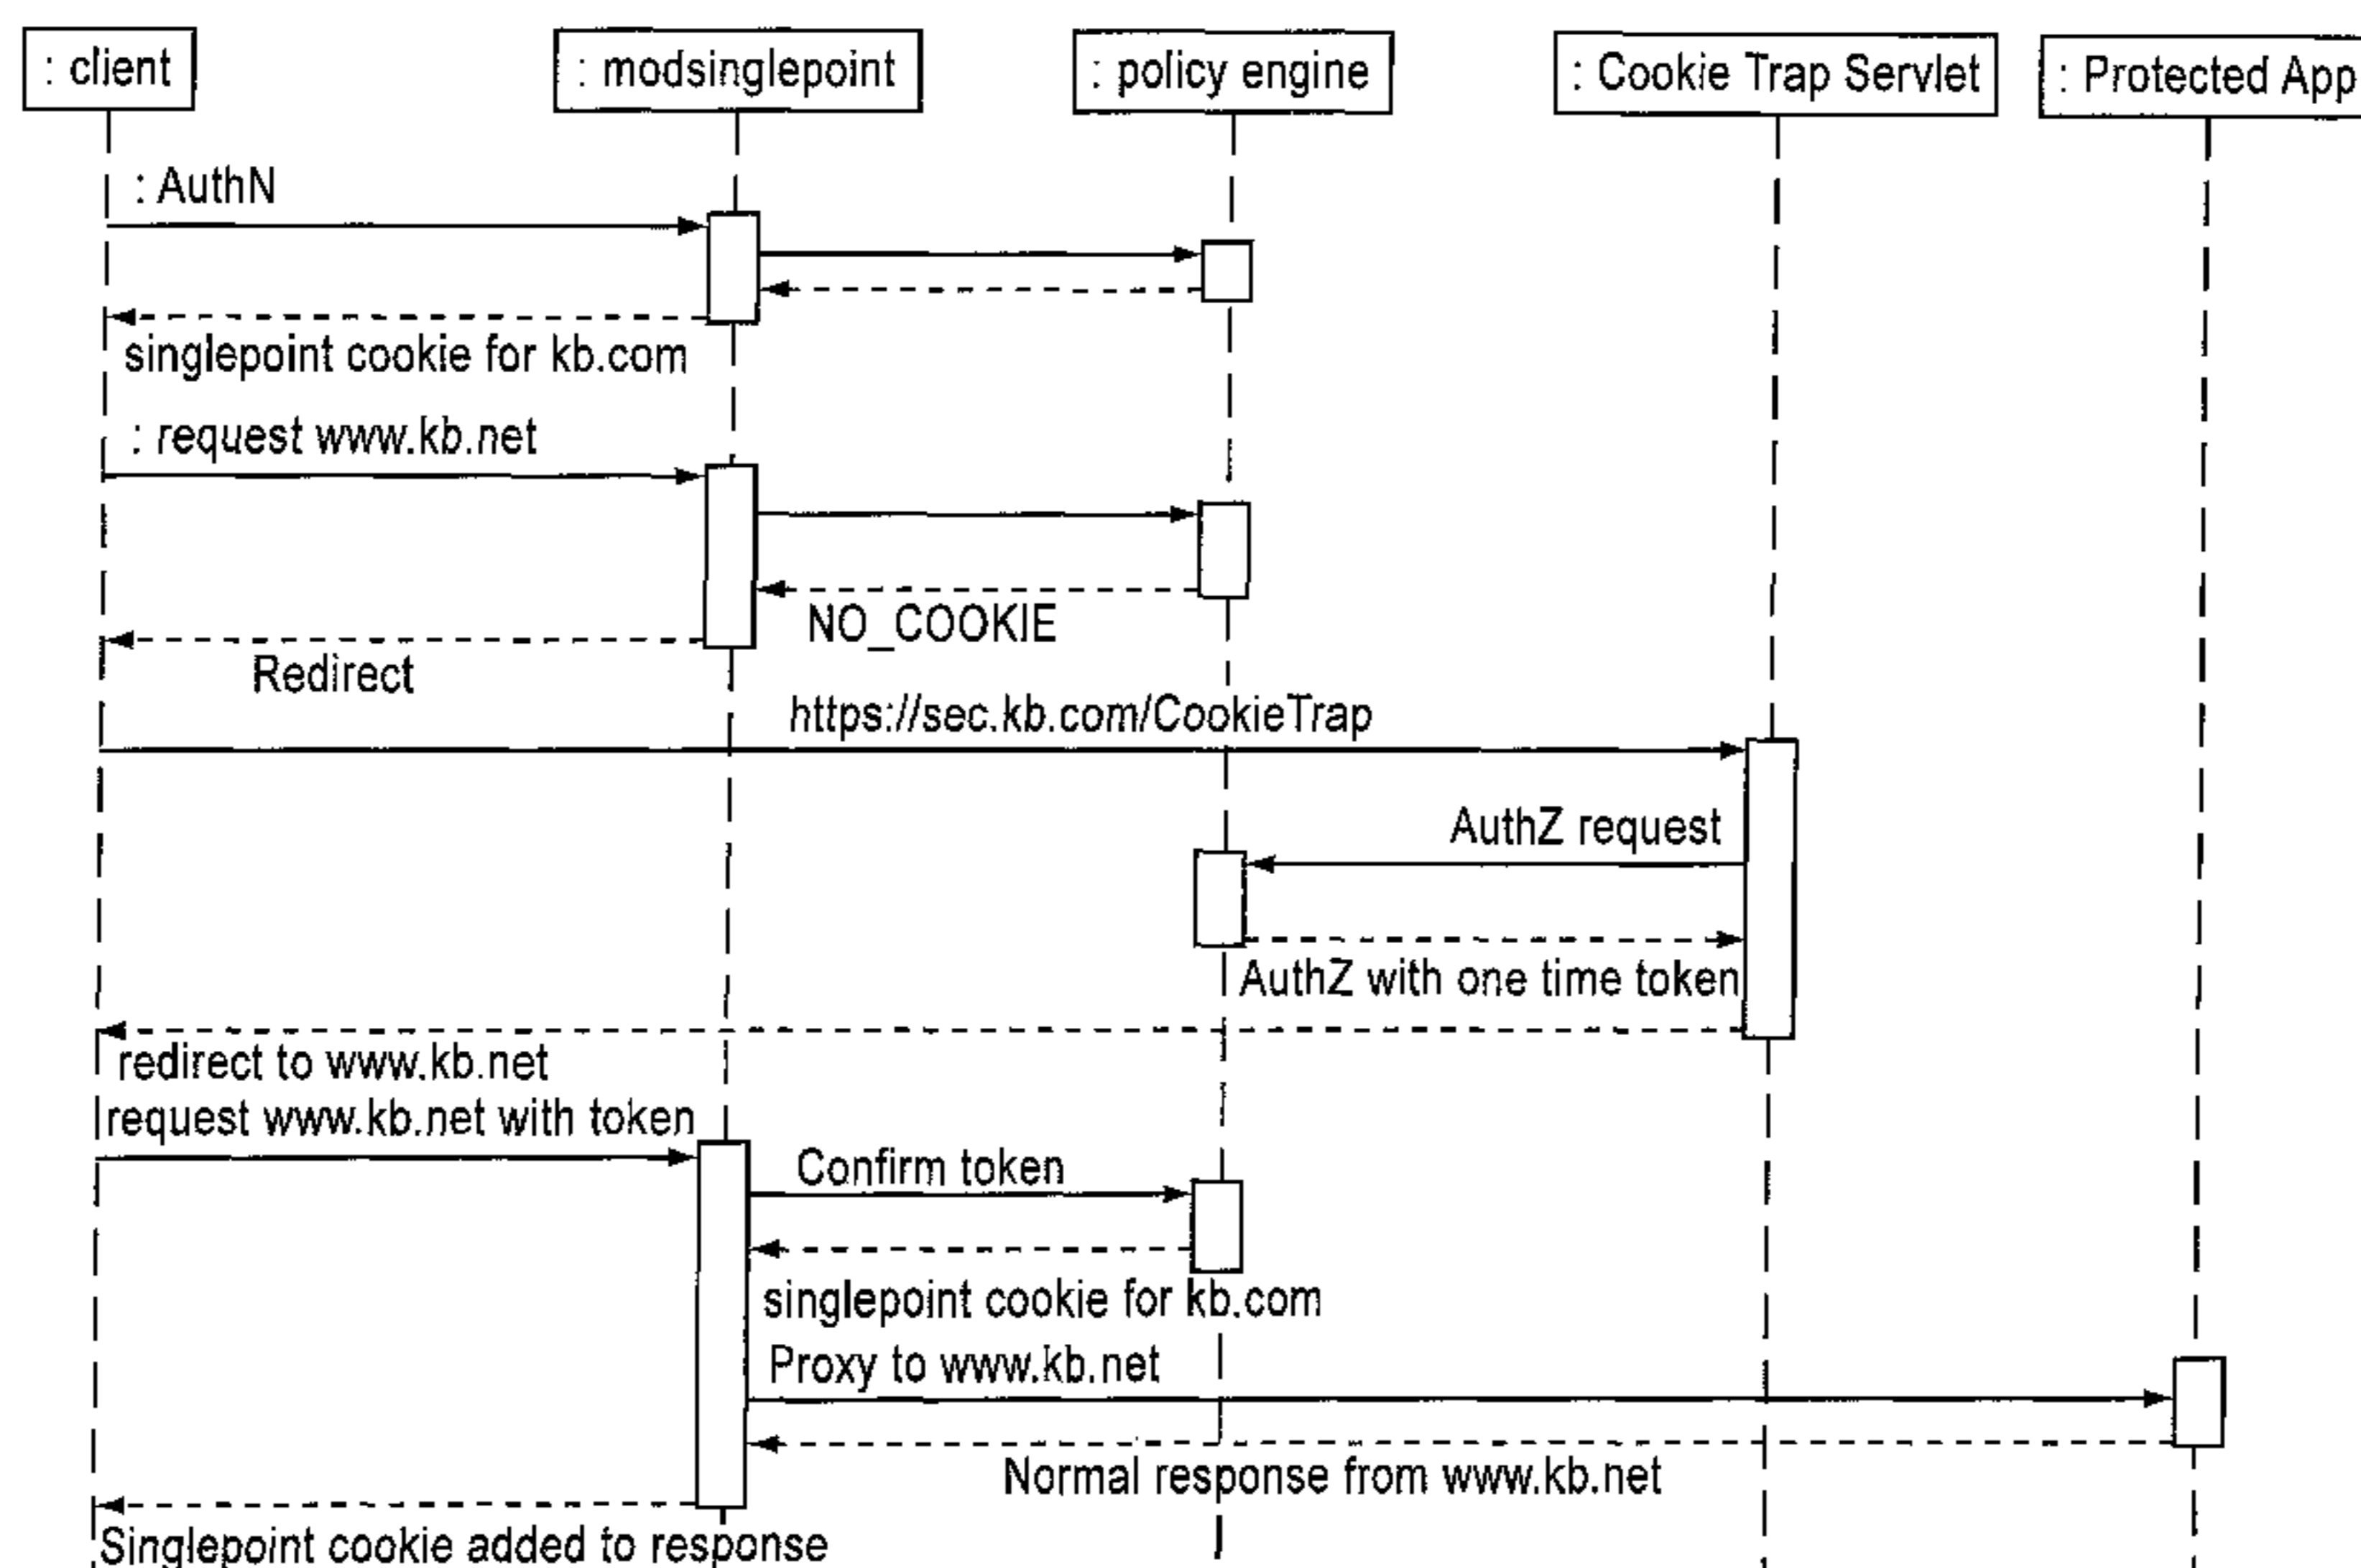 : client
: modsinglepoint
: policy engine
: Cookie Trap Servlet
: Protected App
: AuthN
singlepoint cookie for kb.com
: request www.kb.net
NO_COOKIE
Redirect
https://sec.kb.com/CookieTrap
AuthZ request
AuthZ with one time token
redirect to www.kb.net
request www.kb.net with token
Confirm token
singlepoint cookie for kb.com
Proxy to www.kb.net
Normal response from www.kb.net
Singlepoint cookie added to response